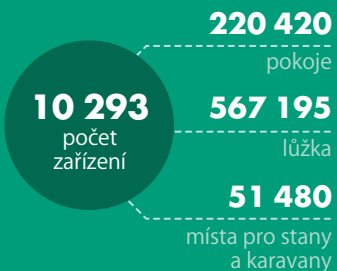 220 420
pokoje
10 293
počet
zařízení
567 195
lůžka
51 480
místa pro stany
a karavany